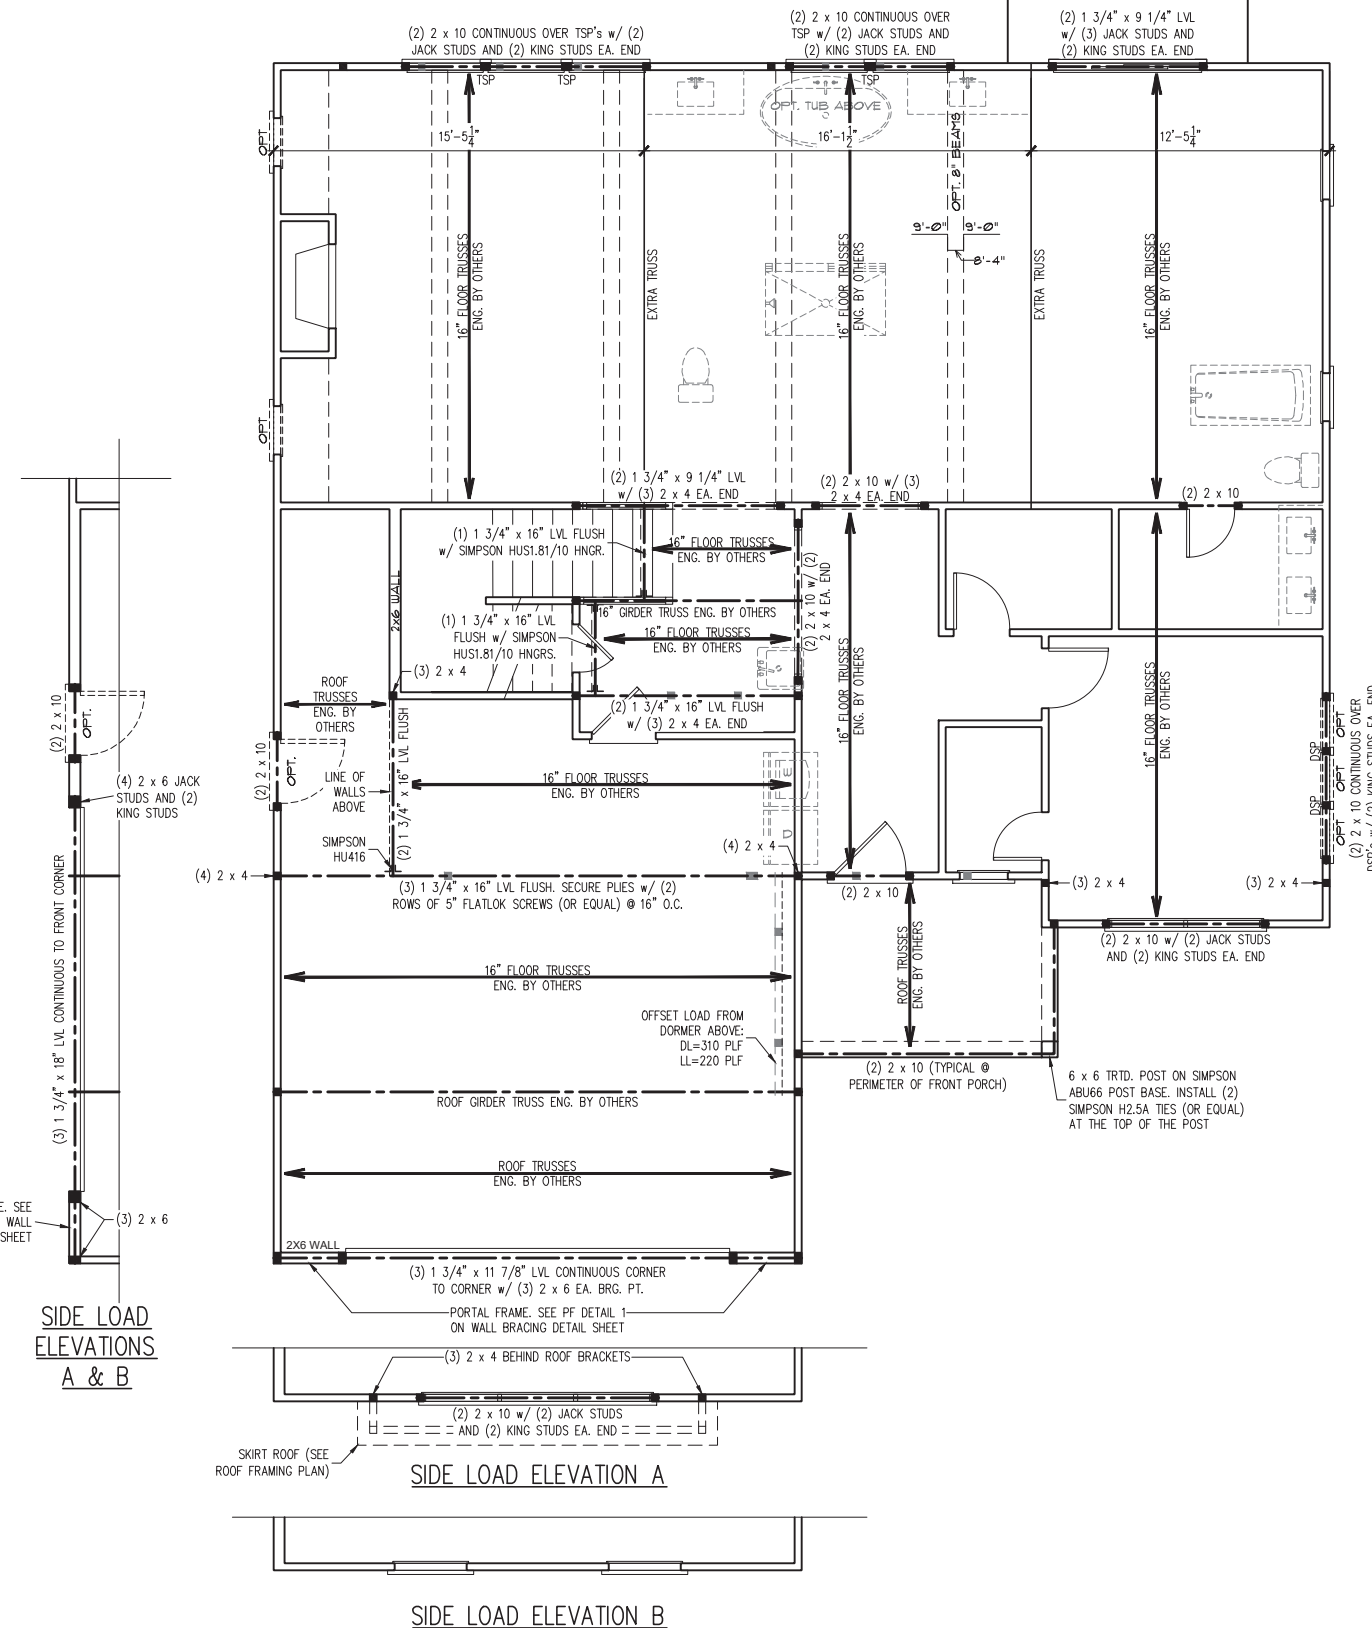 (2) 2 x 10 CONTINUOUS OVER TSP's w/ (2)
JACK STUDS AND (2) KING STUDS EA. END
(2) 2 x 10 CONTINUOUS OVER
TSP w/ (2) JACK STUDS AND
(2) KING STUDS EA. END
(2) 1 3/4" x 9 1/4" LVL
w/ (3) JACK STUDS AND
(2) KING STUDS EA. END
TSP
TSP
TSP
OPT. TUB ABOVE
OPT
15'-5 1/4"
16'-1 1/2"
12'-5 1/4"
OPT. 8" BEAMS
9'-0"
9'-0"
8'-4"
16" FLOOR TRUSSES
ENG. BY OTHERS
EXTRA TRUSS
16" FLOOR TRUSSES
ENG. BY OTHERS
EXTRA TRUSS
16" FLOOR TRUSSES
ENG. BY OTHERS
OPT
(2) 1 3/4" x 9 1/4" LVL
w/ (3) 2 x 4 EA. END
(2) 2 x 10 w/ (3)
2 x 4 EA. END
(2) 2 x 10
(1) 1 3/4" x 16" LVL FLUSH
w/ SIMPSON HUS1.81/10 HNGR.
16" FLOOR TRUSSES
ENG. BY OTHERS
2x6 WALL
(2) 2 x 10 w/ (2)
2 x 4 EA. END
16" GIRDER TRUSS ENG. BY OTHERS
(1) 1 3/4" x 16" LVL
FLUSH w/ SIMPSON
HUS1.81/10 HNGRS.
16" FLOOR TRUSSES
ENG. BY OTHERS
(3) 2 x 4
ROOF
TRUSSES
ENG. BY
OTHERS
(2) 1 3/4" x 16" LVL FLUSH
w/ (3) 2 x 4 EA. END
16" FLOOR TRUSSES
ENG. BY OTHERS
16" FLOOR TRUSSES
ENG. BY OTHERS
(2) 2 x 10
OPT.
(2) 2 x 10
OPT.
(4) 2 x 6 JACK
STUDS AND (2)
KING STUDS
LINE OF
WALLS
ABOVE
(2) 1 3/4" x 16" LVL FLUSH
16" FLOOR TRUSSES
ENG. BY OTHERS
W
D
OPT
DSP
OPT
DSP
OPT
(2) 2 x 10 CONTINUOUS OVER
DSP's w/ (2) KING STUDS EA. END
SIMPSON
HU416
(4) 2 x 4
(4) 2 x 4
(3) 1 3/4" x 16" LVL FLUSH. SECURE PLIES w/ (2)
ROWS OF 5" FLATLOK SCREWS (OR EQUAL) @ 16" O.C.
(2) 2 x 10
(3) 2 x 4
(3) 2 x 4
(2) 2 x 10 w/ (2) JACK STUDS
AND (2) KING STUDS EA. END
ROOF TRUSSES
ENG. BY OTHERS
16" FLOOR TRUSSES
ENG. BY OTHERS
(3) 1 3/4" x 18" LVL CONTINUOUS TO FRONT CORNER
OFFSET LOAD FROM
DORMER ABOVE:
DL=310 PLF
LL=220 PLF
(2) 2 x 10 (TYPICAL @
PERIMETER OF FRONT PORCH)
6 x 6 TRTD. POST ON SIMPSON
ABU66 POST BASE. INSTALL (2)
SIMPSON H2.5A TIES (OR EQUAL)
AT THE TOP OF THE POST
ROOF GIRDER TRUSS ENG. BY OTHERS
ROOF TRUSSES
ENG. BY OTHERS
E. SEE
WALL
SHEET
(3) 2 x 6
2X6 WALL
(3) 1 3/4" x 11 7/8" LVL CONTINUOUS CORNER
TO CORNER w/ (3) 2 x 6 EA. BRG. PT.
PORTAL FRAME. SEE PF DETAIL 1
ON WALL BRACING DETAIL SHEET
SIDE LOAD
ELEVATIONS
A & B
(3) 2 x 4 BEHIND ROOF BRACKETS
(2) 2 x 10 w/ (2) JACK STUDS
AND (2) KING STUDS EA. END
SKIRT ROOF (SEE
ROOF FRAMING PLAN)
SIDE LOAD ELEVATION A
SIDE LOAD ELEVATION B